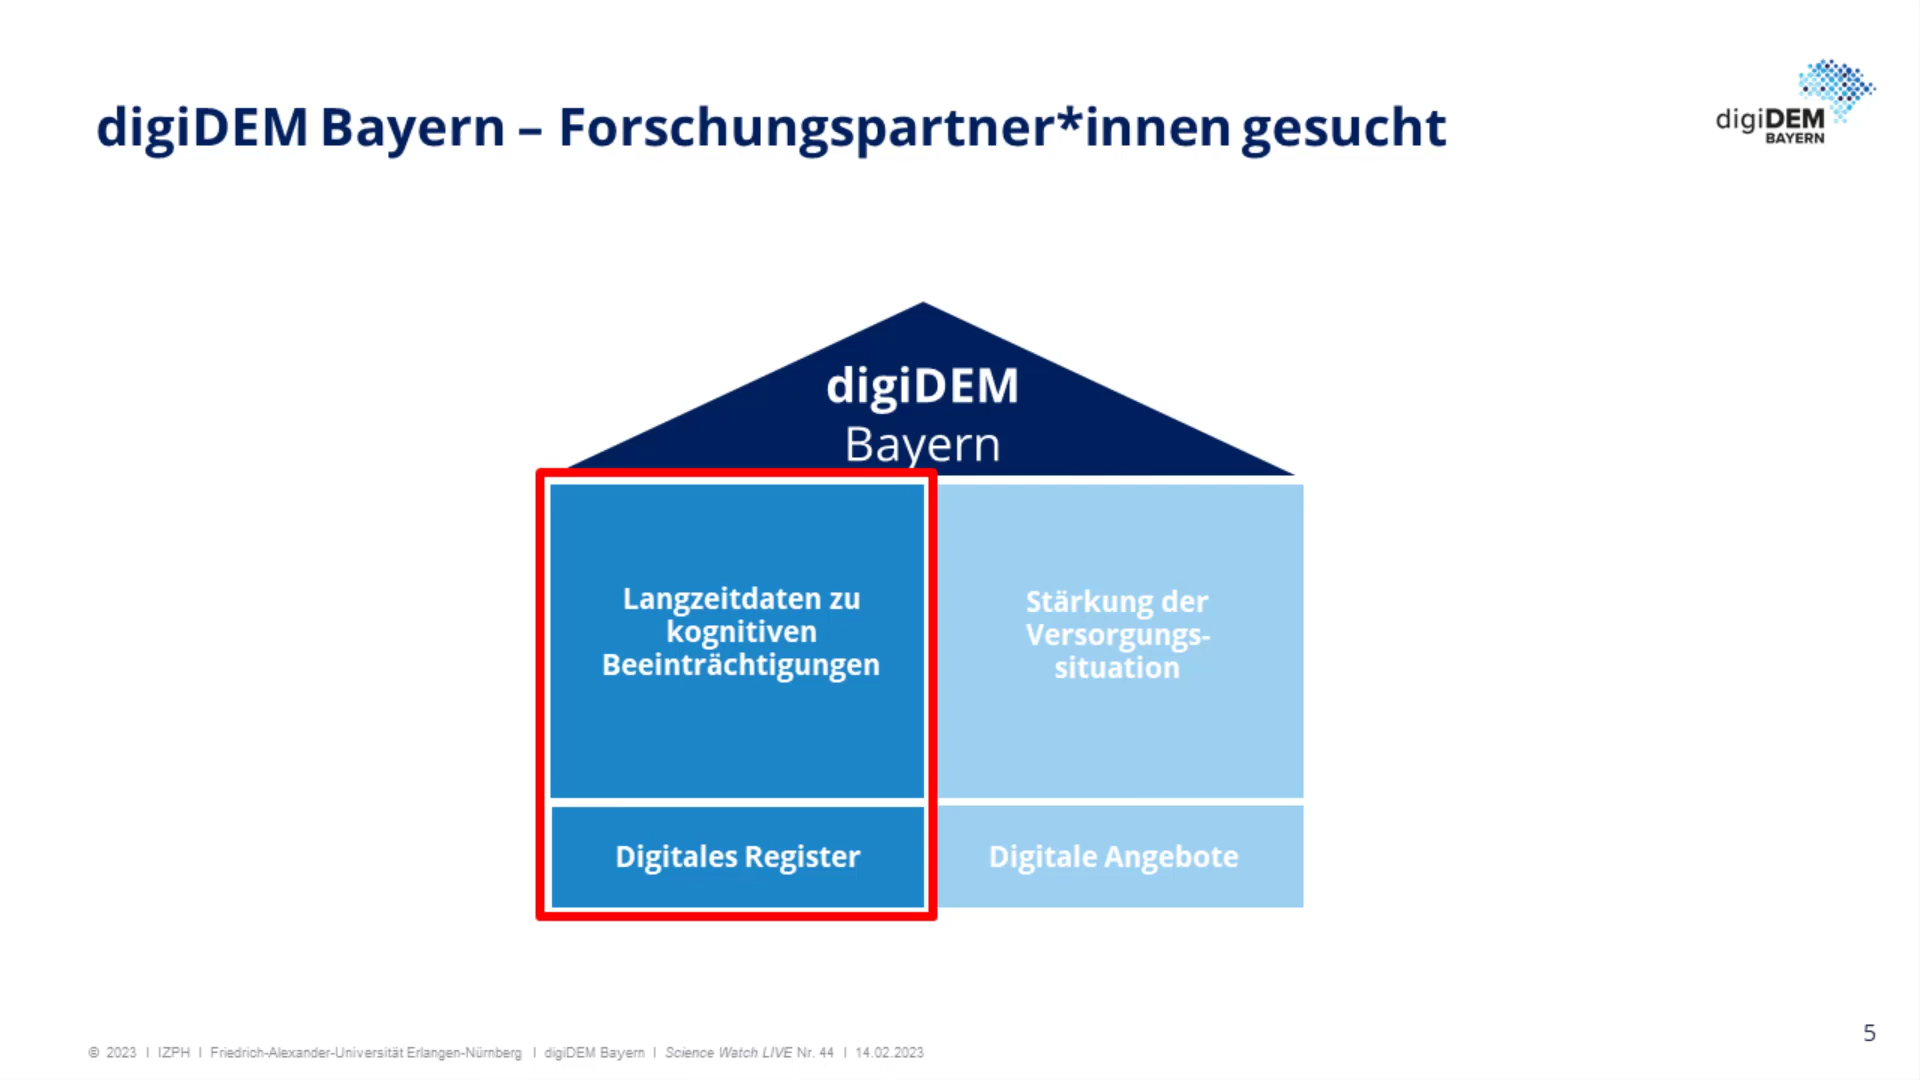 digiDEM Bayern – Forschungspartner*innen gesucht
digiDEM
BAYERN
digiDEM
Bayern
Langzeitdaten zu
kognitiven
Beeinträchtigungen
Stärkung der
Versorgungs-
situation
Digitales Register
Digitale Angebote
5
© 2023 I IZPH I Friedrich-Alexander-Universität Erlangen-Nürnberg I digiDEM Bayern I Science Watch LIVE Nr. 44 I 14.02.2023